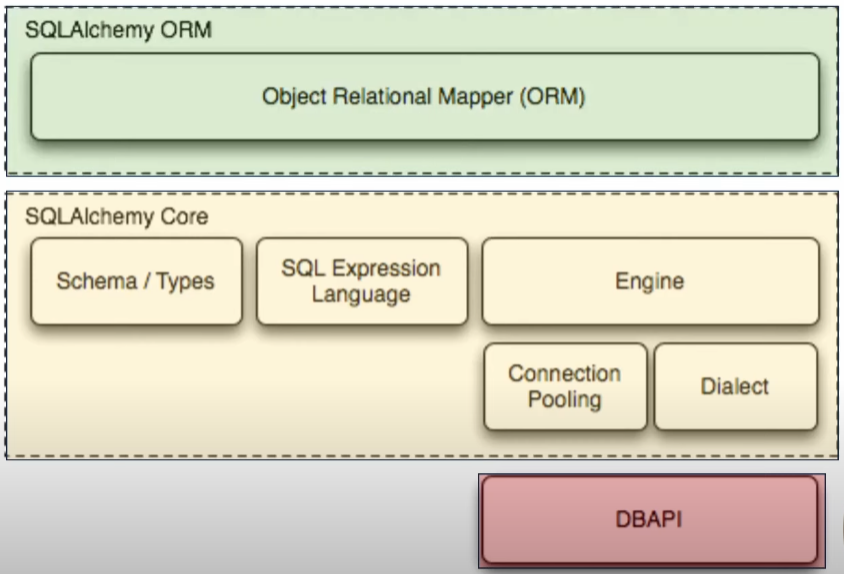 SQLAlchemy ORM
Object Relational Mapper (ORM)
SQLAlchemy Core
Schema / Types
SQL Expression
Language
Engine
Connection
Pooling
Dialect
DBAPI